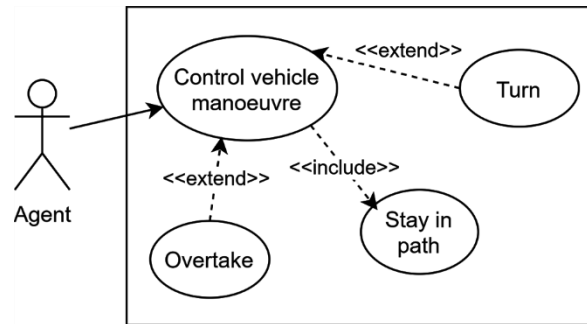 <<extend>>
Control vehicle
manoeuvre
Turn
<<extend>>
<<include>>
Agent
Stay in
path
Overtake